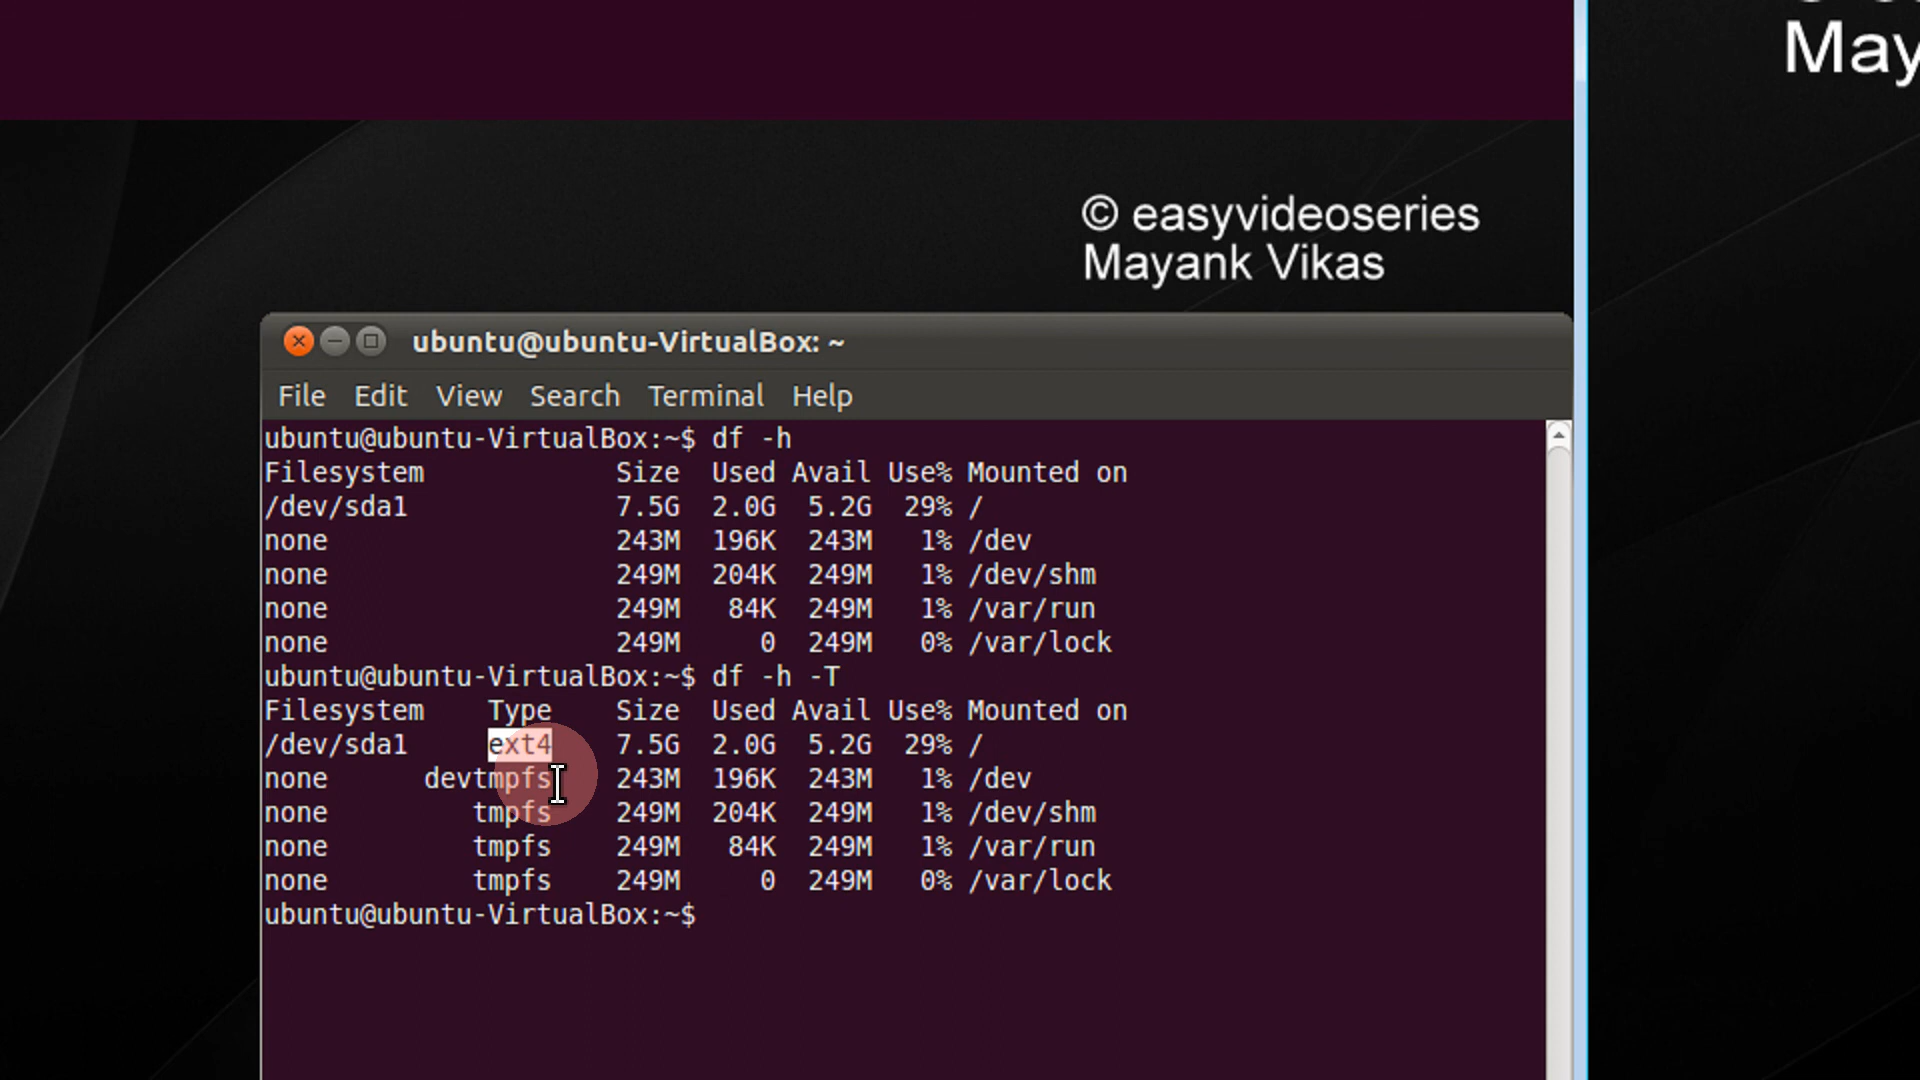 May
© easyvideoseries
Mayank Vikas
ubuntu@ubuntu-VirtualBox: ~
File Edit View Search Terminal Help
ubuntu@ubuntu-VirtualBox:~$ df -h
Filesystem            Size  Used Avail Use% Mounted on
/dev/sda1             7.5G  2.0G  5.2G  29% /
none                  243M  196K  243M   1% /dev
none                  249M  204K  249M   1% /dev/shm
none                  249M   84K  249M   1% /var/run
none                  249M     0  249M   0% /var/lock
ubuntu@ubuntu-VirtualBox:~$ df -h -T
Filesystem    Type    Size  Used Avail Use% Mounted on
/dev/sda1     ext4    7.5G  2.0G  5.2G  29% /
none      devtmpfs    243M  196K  243M   1% /dev
none         tmpfs    249M  204K  249M   1% /dev/shm
none         tmpfs    249M   84K  249M   1% /var/run
none         tmpfs    249M     0  249M   0% /var/lock
ubuntu@ubuntu-VirtualBox:~$